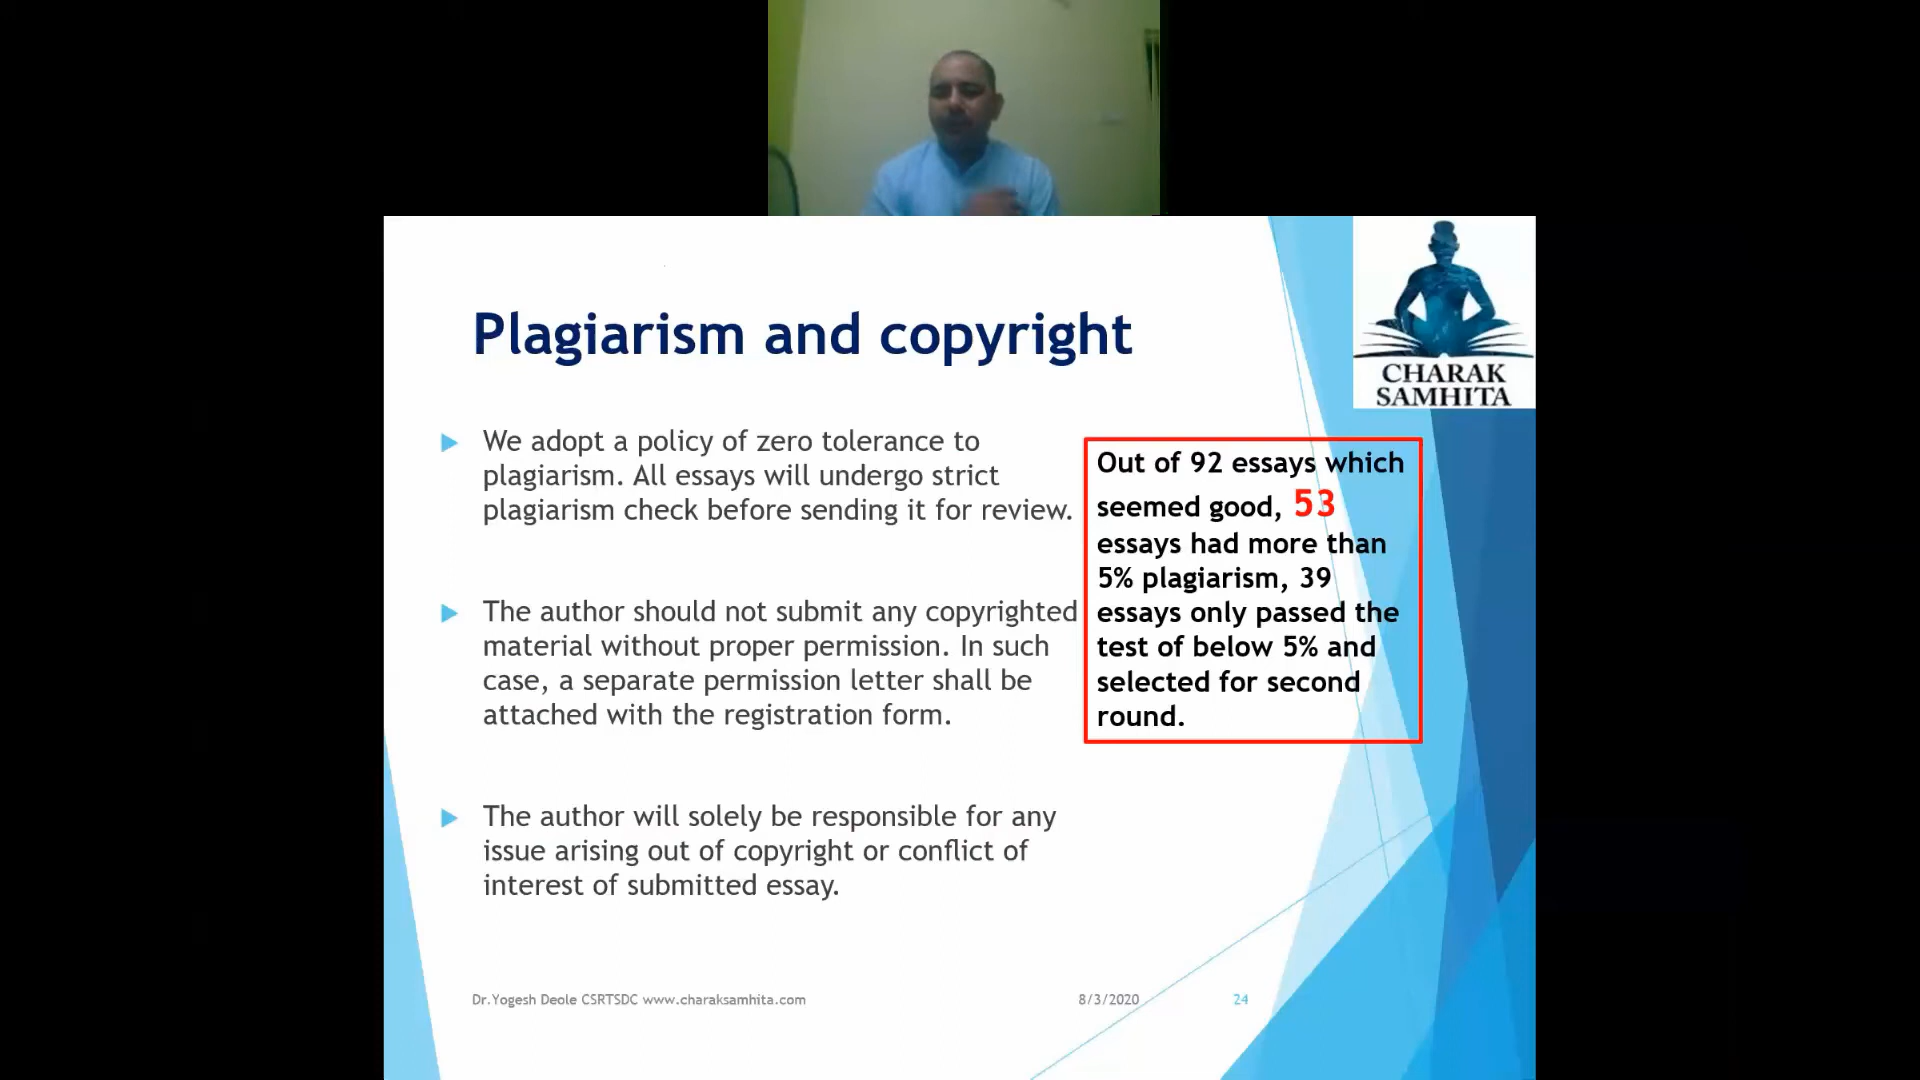 CHARAK
SAMHITA
Plagiarism and copyright
We adopt a policy of zero tolerance to
plagiarism. All essays will undergo strict
plagiarism check before sending it for review.
The author should not submit any copyrighted
material without proper permission. In such
case, a separate permission letter shall be
attached with the registration form.
The author will solely be responsible for any
issue arising out of copyright or conflict of
interest of submitted essay.
Out of 92 essays which
seemed good, 53
essays had more than
5% plagiarism, 39
essays only passed the
test of below 5% and
selected for second
round.
Dr.Yogesh Deole CSRTSDC www.charaksamhita.com
8/3/2020
24